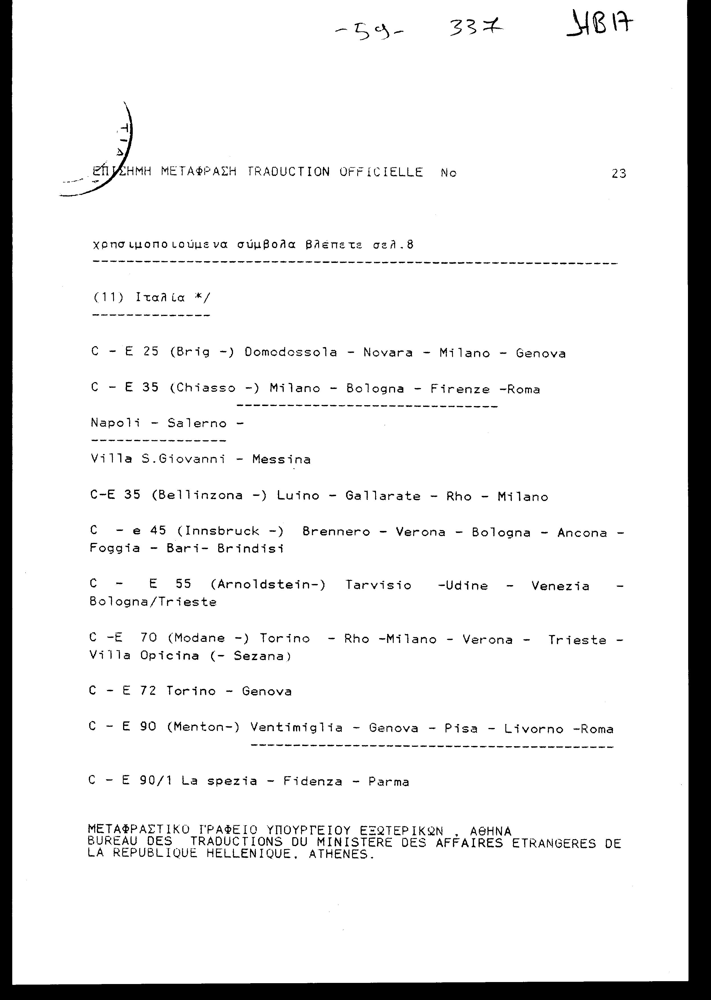 -59- 337 HB17
ΤΙΑ
ΕΠΙΣΗΜΗ ΜΕΤΑΦΡΑΣΗ TRADUCTION OFFICIELLE No 23
χρησιμοποιούμενα σύμβολα βλέπετε σελ.8
(11) Ιταλία */
C - E 25 (Brig -) Domodossola - Novara - Milano - Genova
C - E 35 (Chiasso -) Milano - Bologna - Firenze -Roma
Napoli - Salerno -
Villa S.Giovanni - Messina
C-E 35 (Bellinzona -) Luino - Gallarate - Rho - Milano
C - e 45 (Innsbruck -) Brennero - Verona - Bologna - Ancona -
Foggia - Bari- Brindisi
C - E 55 (Arnoldstein-) Tarvisio -Udine - Venezia -
Bologna/Trieste
C -E 70 (Modane -) Torino - Rho -Milano - Verona - Trieste -
Villa Opicina (- Sezana)
C - E 72 Torino - Genova
C - E 90 (Menton-) Ventimiglia - Genova - Pisa - Livorno -Roma
C - E 90/1 La spezia - Fidenza - Parma
ΜΕΤΑΦΡΑΣΤΙΚΟ ΓΡΑΦΕΙΟ ΥΠΟΥΡΓΕΙΟΥ ΕΞΩΤΕΡΙΚΩΝ , ΑΘΗΝΑ
BUREAU DES TRADUCTIONS DU MINISTERE DES AFFAIRES ETRANGERES DE
LA REPUBLIQUE HELLENIQUE. ATHENES.